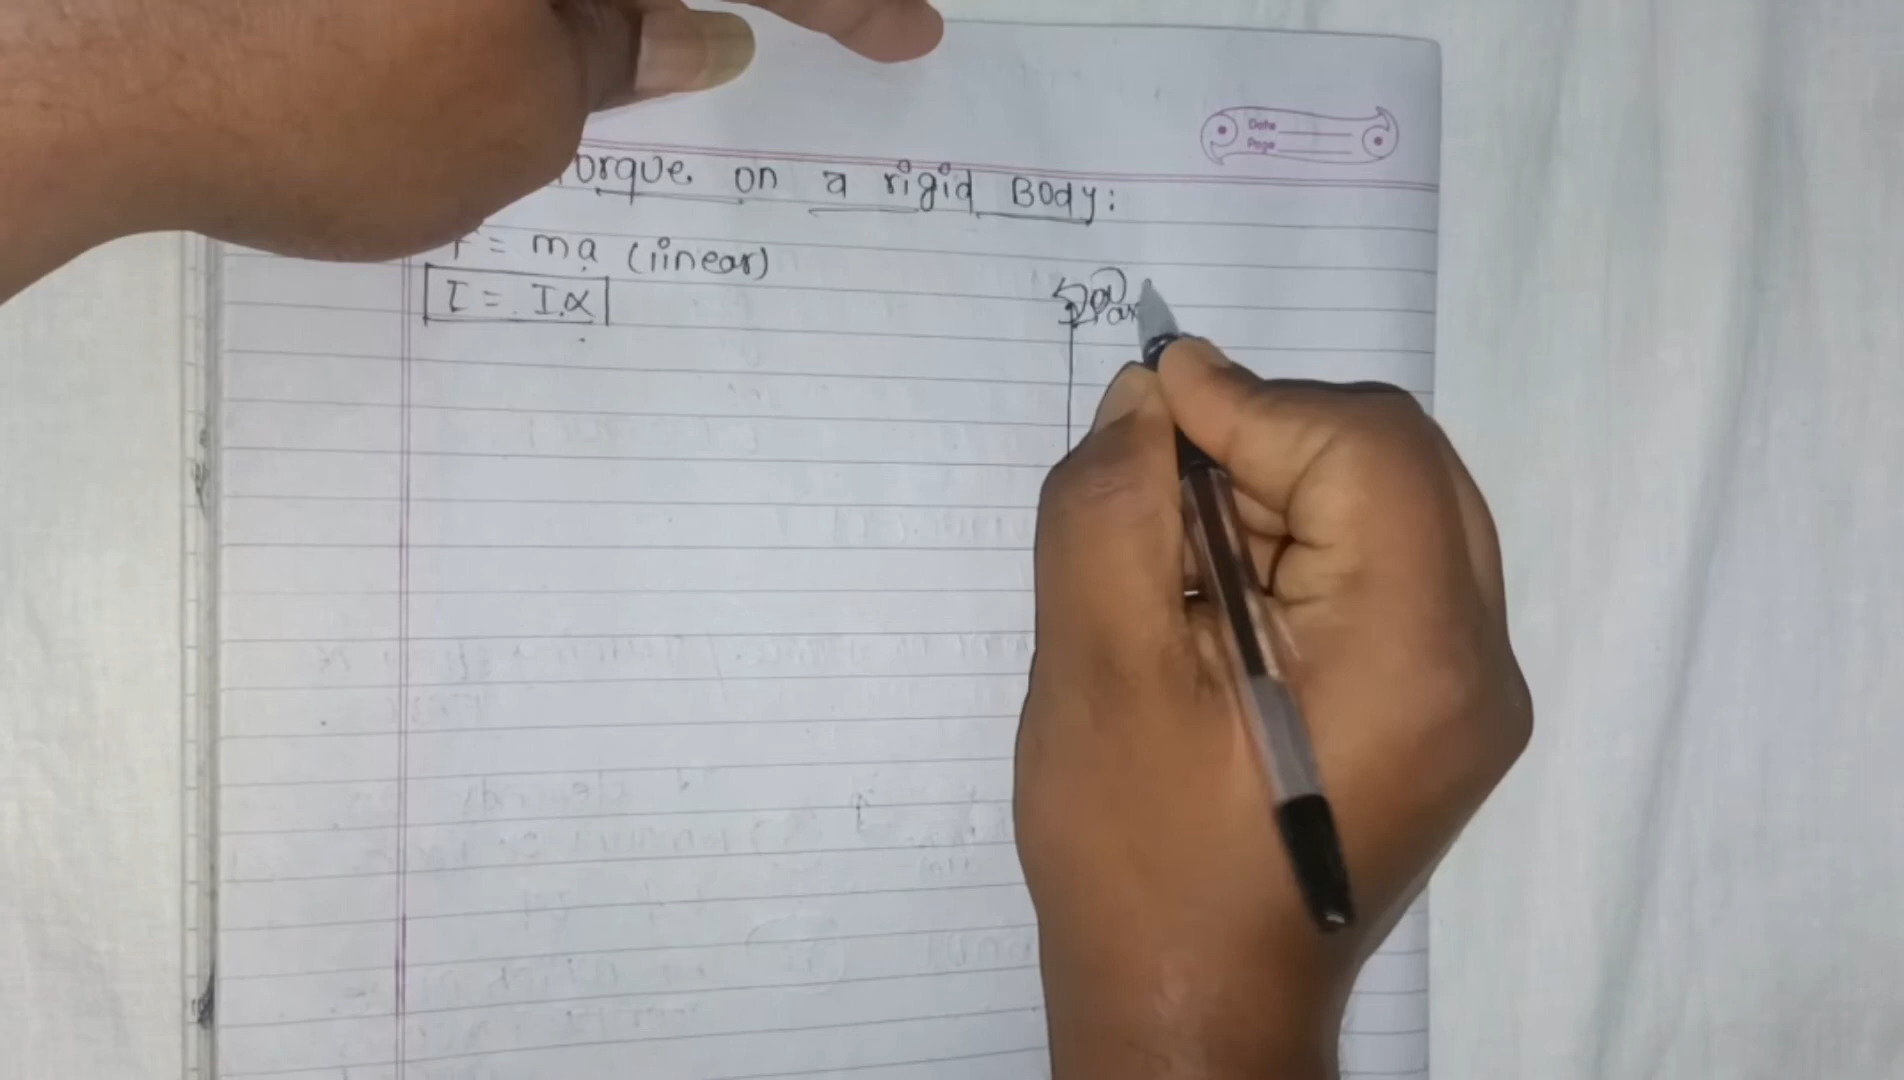 Date
Page
orque on a rigid Body:
F = ma (linear)
τ = I.α